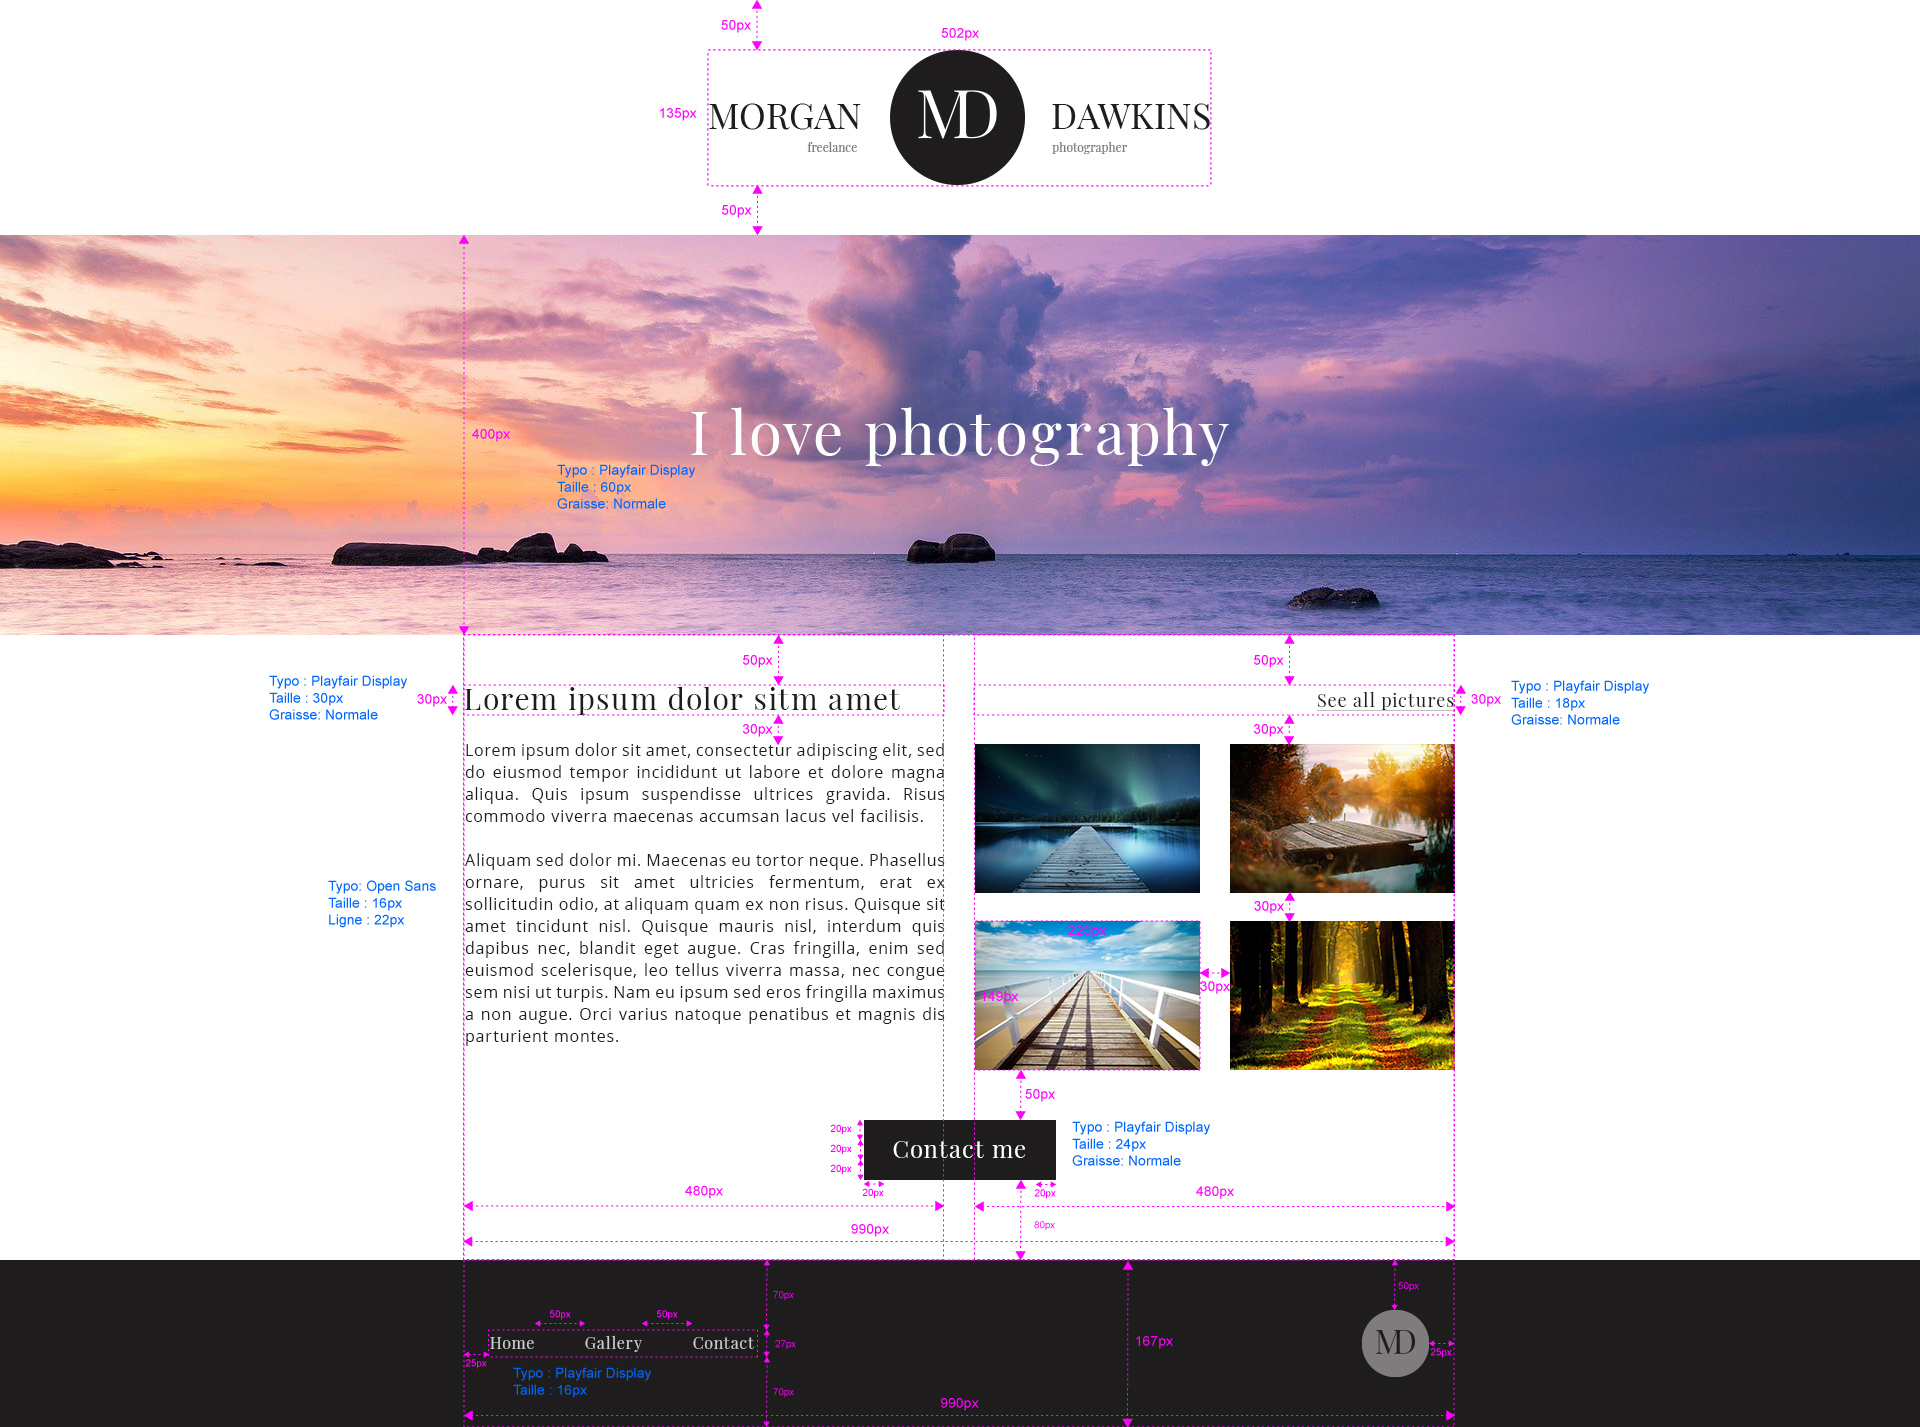 50px
502px
135px
MORGAN
MD
DAWKINS
freelance
photographer
50px
I love photography
400px
Typo : Playfair Display
Taille : 60px
Graisse: Normale
50px
50px
Typo : Playfair Display
Taille : 30px
Graisse: Normale
30px
Lorem ipsum dolor sitm amet
See all pictures
30px
Typo : Playfair Display
Taille : 18px
Graisse: Normale
30px
30px
Lorem ipsum dolor sit amet, consectetur adipiscing elit, sed
do eiusmod tempor incididunt ut labore et dolore magna
aliqua. Quis ipsum suspendisse ultrices gravida. Risus
commodo viverra maecenas accumsan lacus vel facilisis.
Aliquam sed dolor mi. Maecenas eu tortor neque. Phasellus
ornare, purus sit amet ultricies fermentum, erat ex
sollicitudin odio, at aliquam quam ex non risus. Quisque sit
amet tincidunt nisl. Quisque mauris nisl, interdum quis
dapibus nec, blandit eget augue. Cras fringilla, enim sed
euismod scelerisque, leo tellus viverra massa, nec congue
sem nisi ut turpis. Nam eu ipsum sed eros fringilla maximus
a non augue. Orci varius natoque penatibus et magnis dis
parturient montes.
Typo: Open Sans
Taille : 16px
Ligne : 22px
30px
149px
30px
50px
20px
20px
20px
Contact me
Typo : Playfair Display
Taille : 24px
Graisse: Normale
20px
20px
480px
480px
80px
990px
50px
70px
50px
50px
Home
Gallery
Contact
27px
167px
MD
25px
25px
Typo : Playfair Display
Taille : 16px
70px
990px